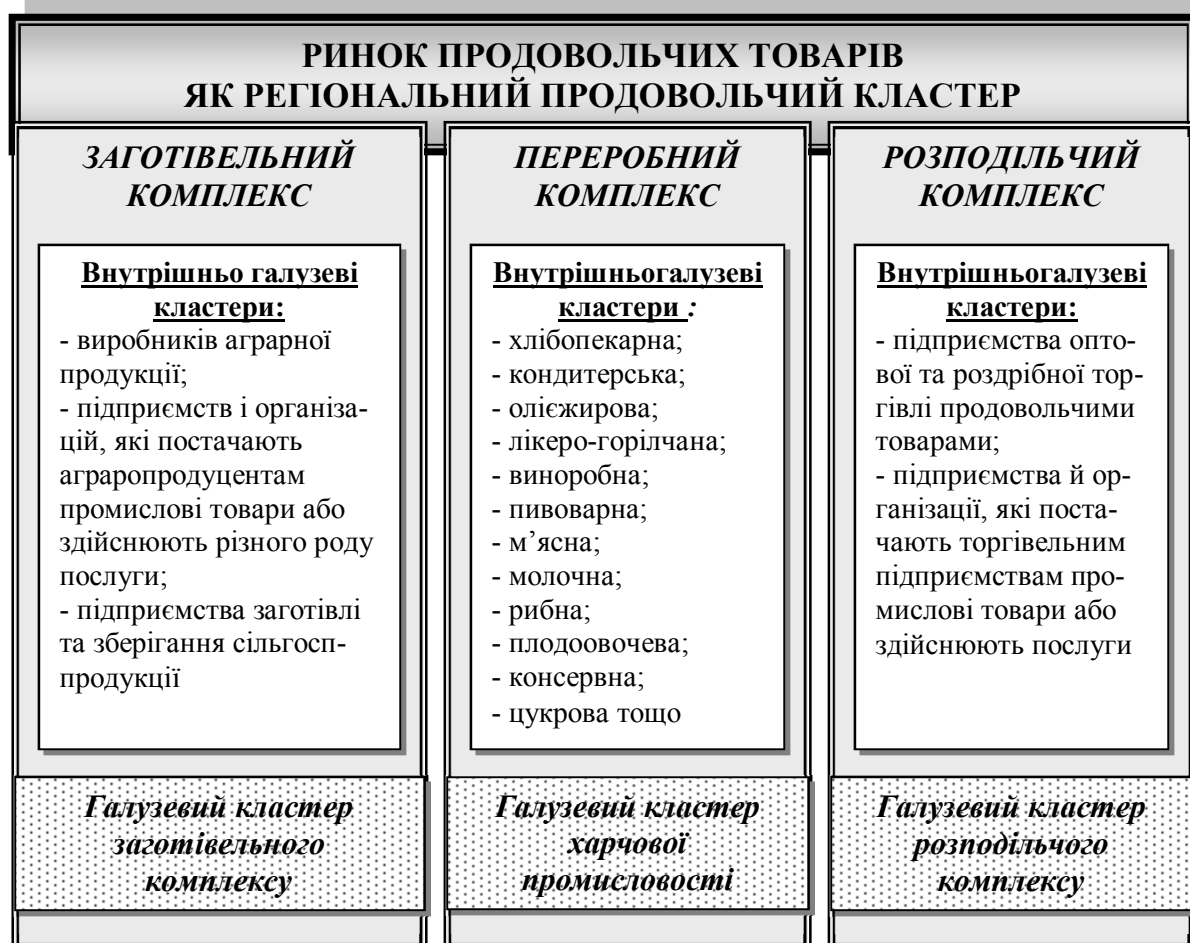 РИНОК ПРОДОВОЛЬЧИХ ТОВАРІВ
ЯК РЕГІОНАЛЬНИЙ ПРОДОВОЛЬЧИЙ КЛАСТЕР
ЗАГОТІВЕЛЬНИЙ
КОМПЛЕКС
Внутрішньо галузеві
кластери:
- виробників аграрної
продукції;
- підприємств і організа-
цій, які постачають
аграропродуцентам
промислові товари або
здійснюють різного роду
послуги;
- підприємства заготівлі
та зберігання сільгосп-
продукції
Галузевий кластер
заготівельного
комплексу
ПЕРЕРОБНИЙ
КОМПЛЕКС
Внутрішньогалузеві
кластери :
- хлібопекарна;
- кондитерська;
- олієжирова;
- лікеро-горілчана;
- виноробна;
- пивоварна;
- м’ясна;
- молочна;
- рибна;
- плодоовочева;
- консервна;
- цукрова тощо
Галузевий кластер
харчової
промисловості
РОЗПОДІЛЬЧИЙ
КОМПЛЕКС
Внутрішньогалузеві
кластери:
- підприємства опто-
вої та роздрібної тор-
гівлі продовольчими
товарами;
- підприємства й ор-
ганізації, які поста-
чають торгівельним
підприємствам про-
мислові товари або
здійснюють послуги
Галузевий кластер
розподільчого
комплексу